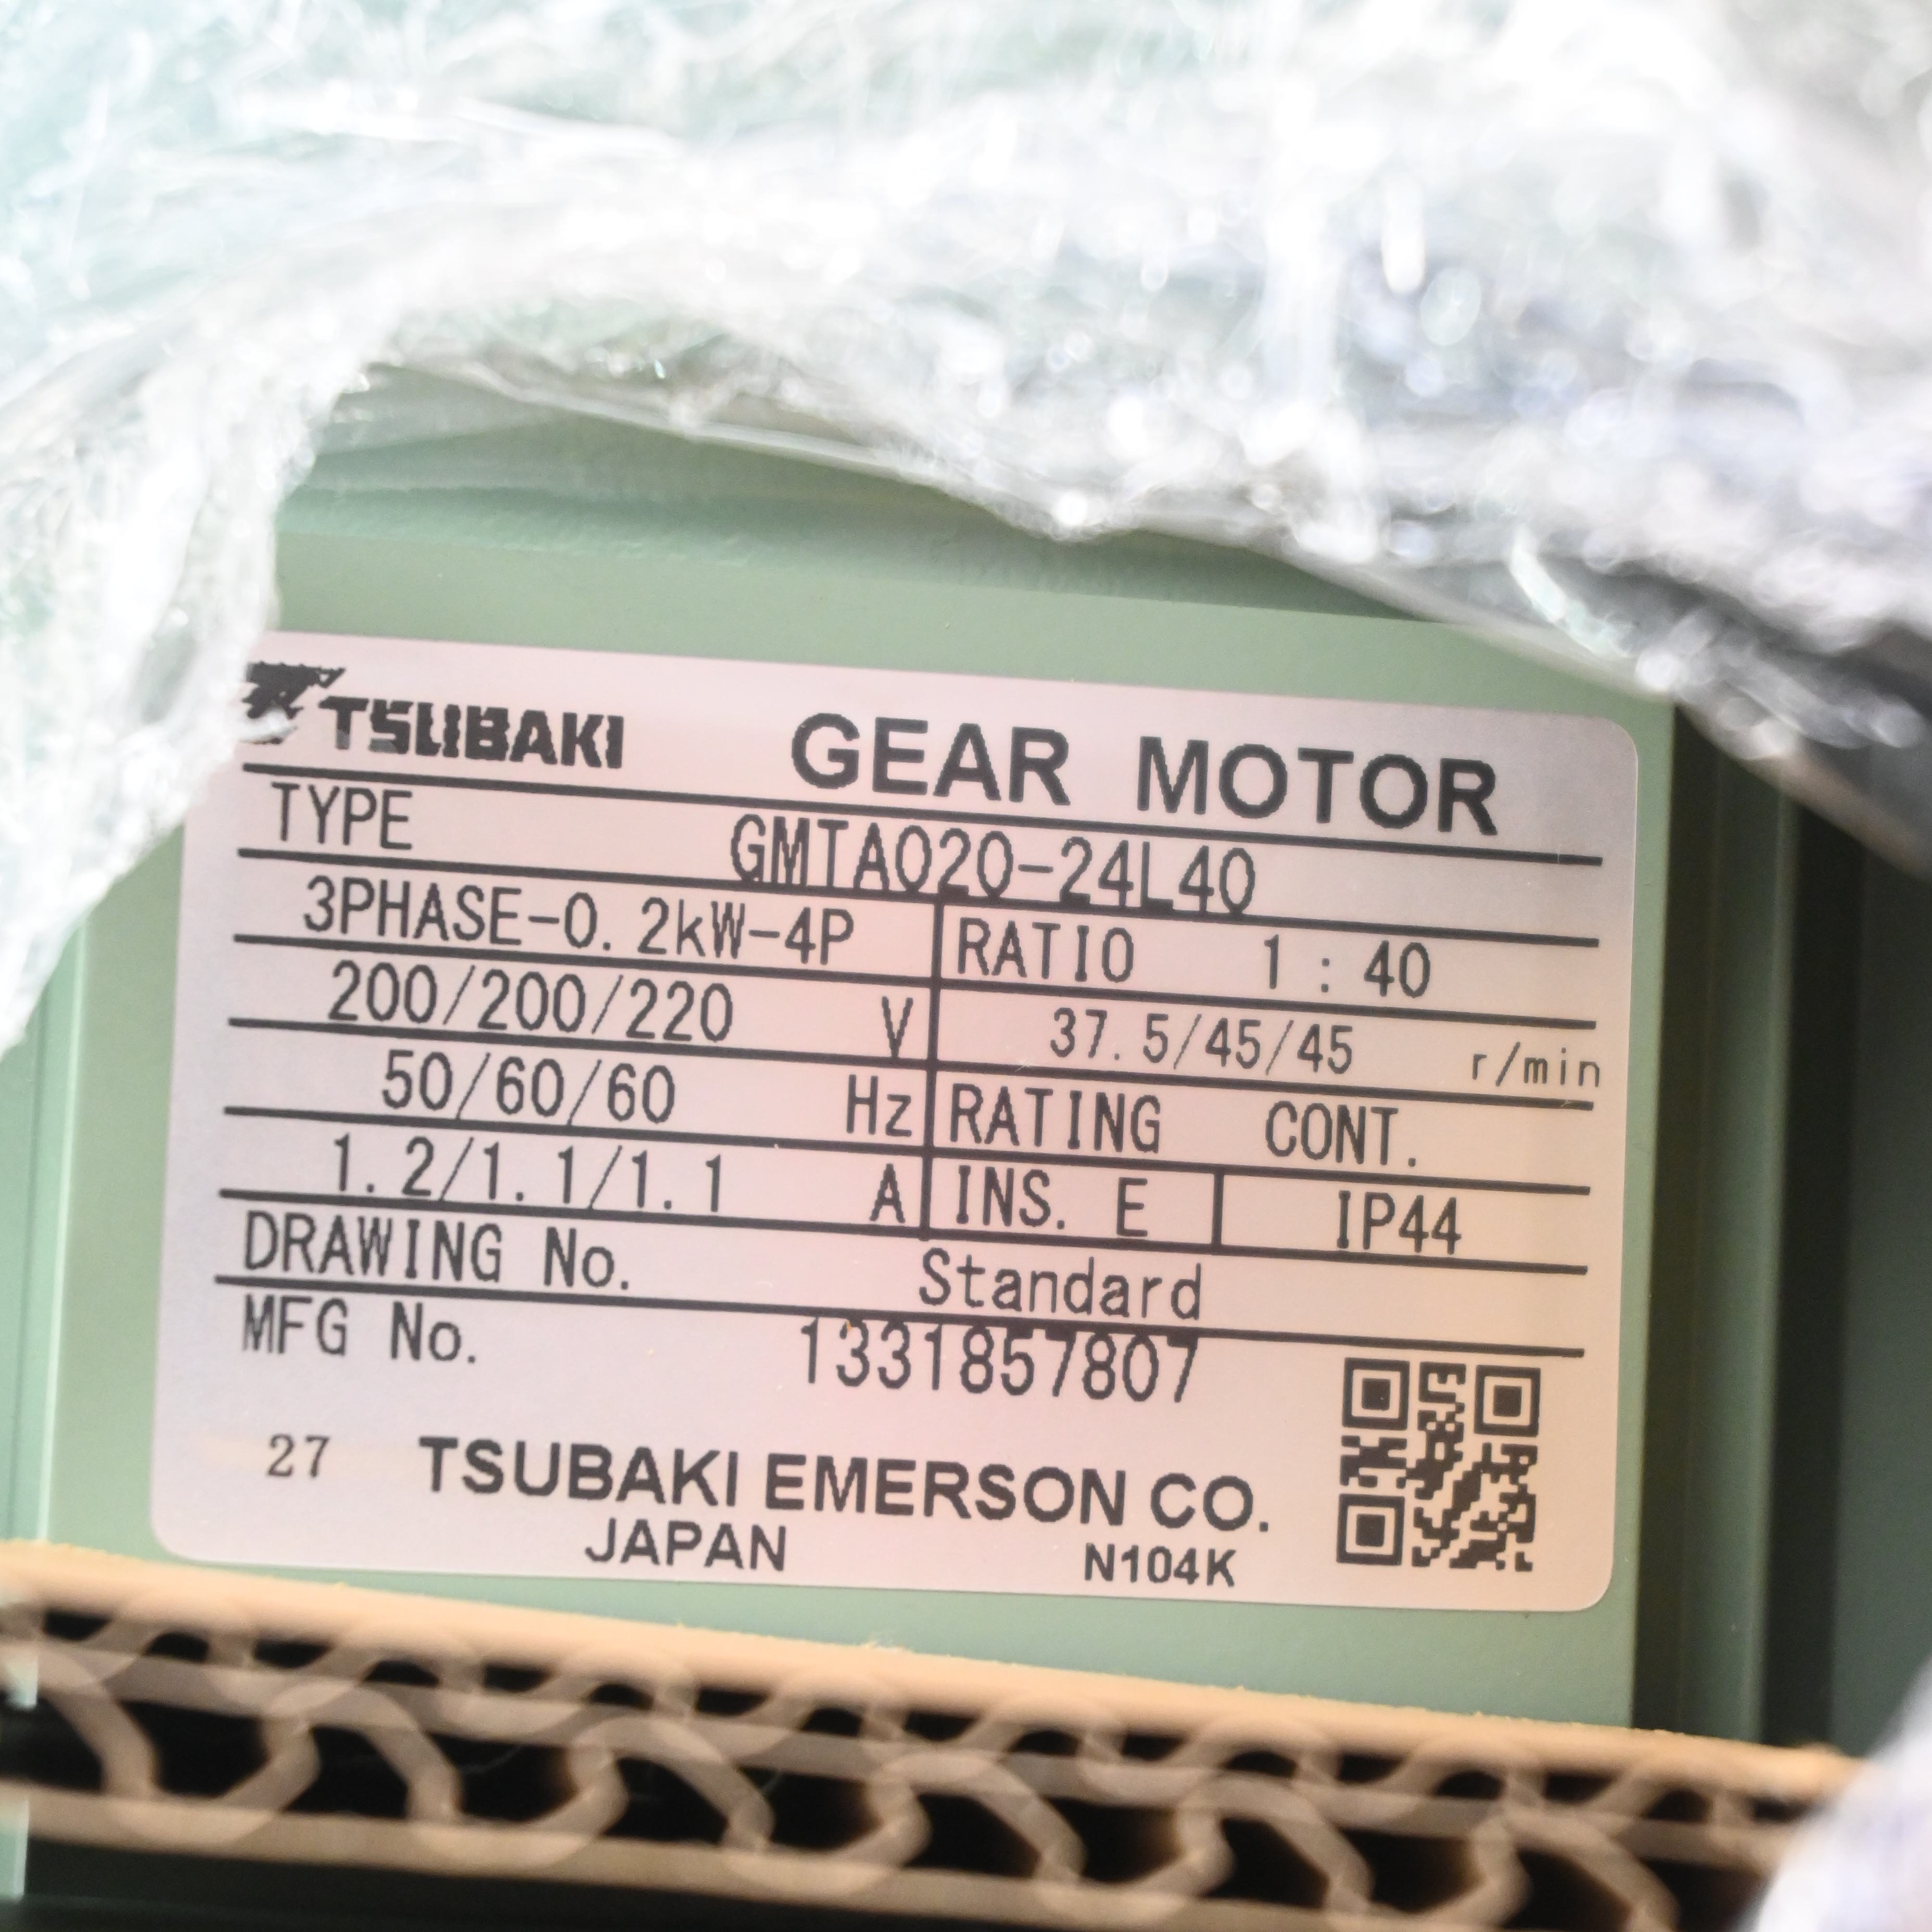 TSUBAKI GEAR MOTOR
TYPE GMTA020-24L40
3PHASE-0.2kW-4P RATIO 1:40
200/200/220 V 37.5/45/45 r/min
50/60/60 Hz RATING CONT.
1.2/1.1/1.1 A INS. E IP44
DRAWING No. Standard
MFG No. 1331857807
27 TSUBAKI EMERSON CO.
JAPAN N104K